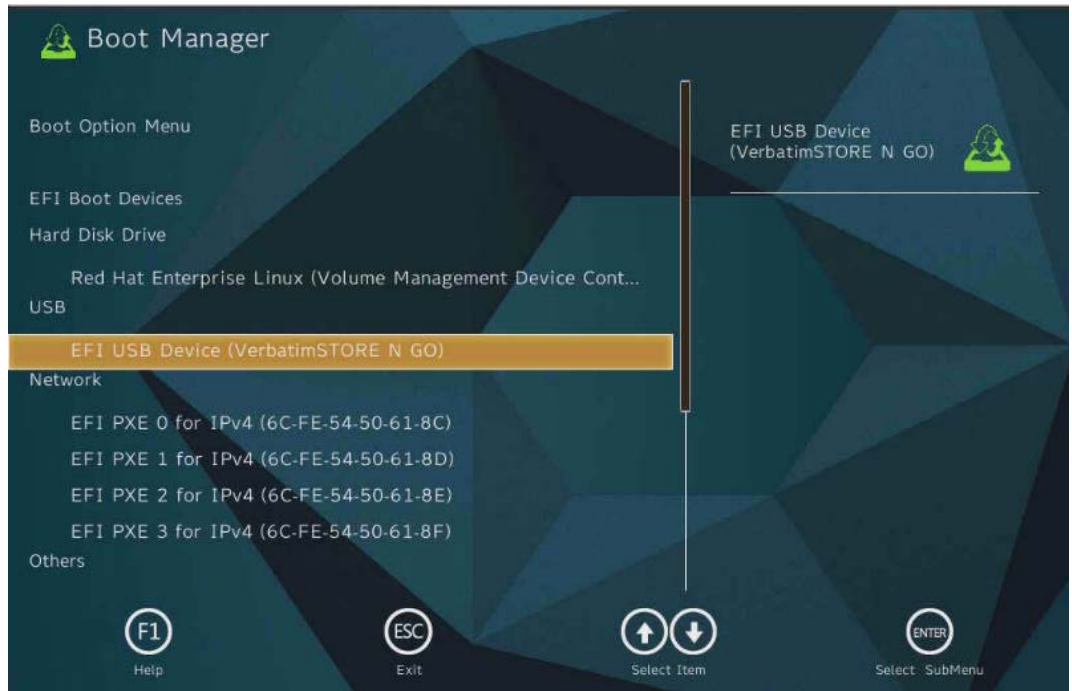 Boot Manager
Boot Option Menu
EFI Boot Devices
Hard Disk Drive
Red Hat Enterprise Linux (Volume Management Device Cont...
USB
EFI USB Device (VerbatimSTORE N GO)
Network
EFI PXE 0 for IPv4 (6C-FE-54-50-61-8C)
EFI PXE 1 for IPv4 (6C-FE-54-50-61-8D)
EFI PXE 2 for IPv4 (6C-FE-54-50-61-8E)
EFI PXE 3 for IPv4 (6C-FE-54-50-61-8F)
Others
EFI USB Device
(VerbatimSTORE N GO)
F1
Help
ESC
Exit
Select Item
ENTER
Select SubMenu